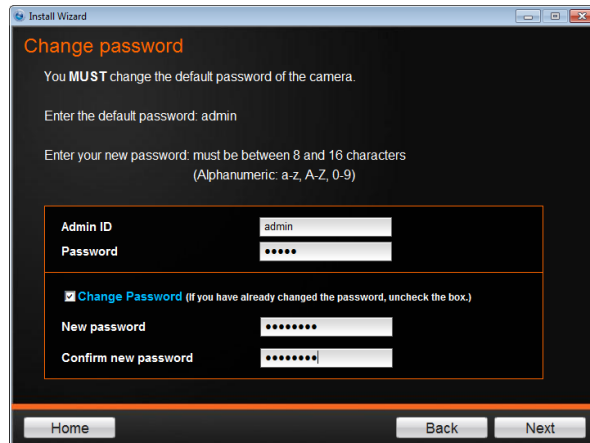 Install Wizard
Change password
You MUST change the default password of the camera.
Enter the default password: admin
Enter your new password: must be between 8 and 16 characters
(Alphanumeric: a-z, A-Z, 0-9)
Admin ID admin
Password •••••
Change Password (If you have already changed the password, uncheck the box.)
New password ••••••••
Confirm new password ••••••••
Home Back Next